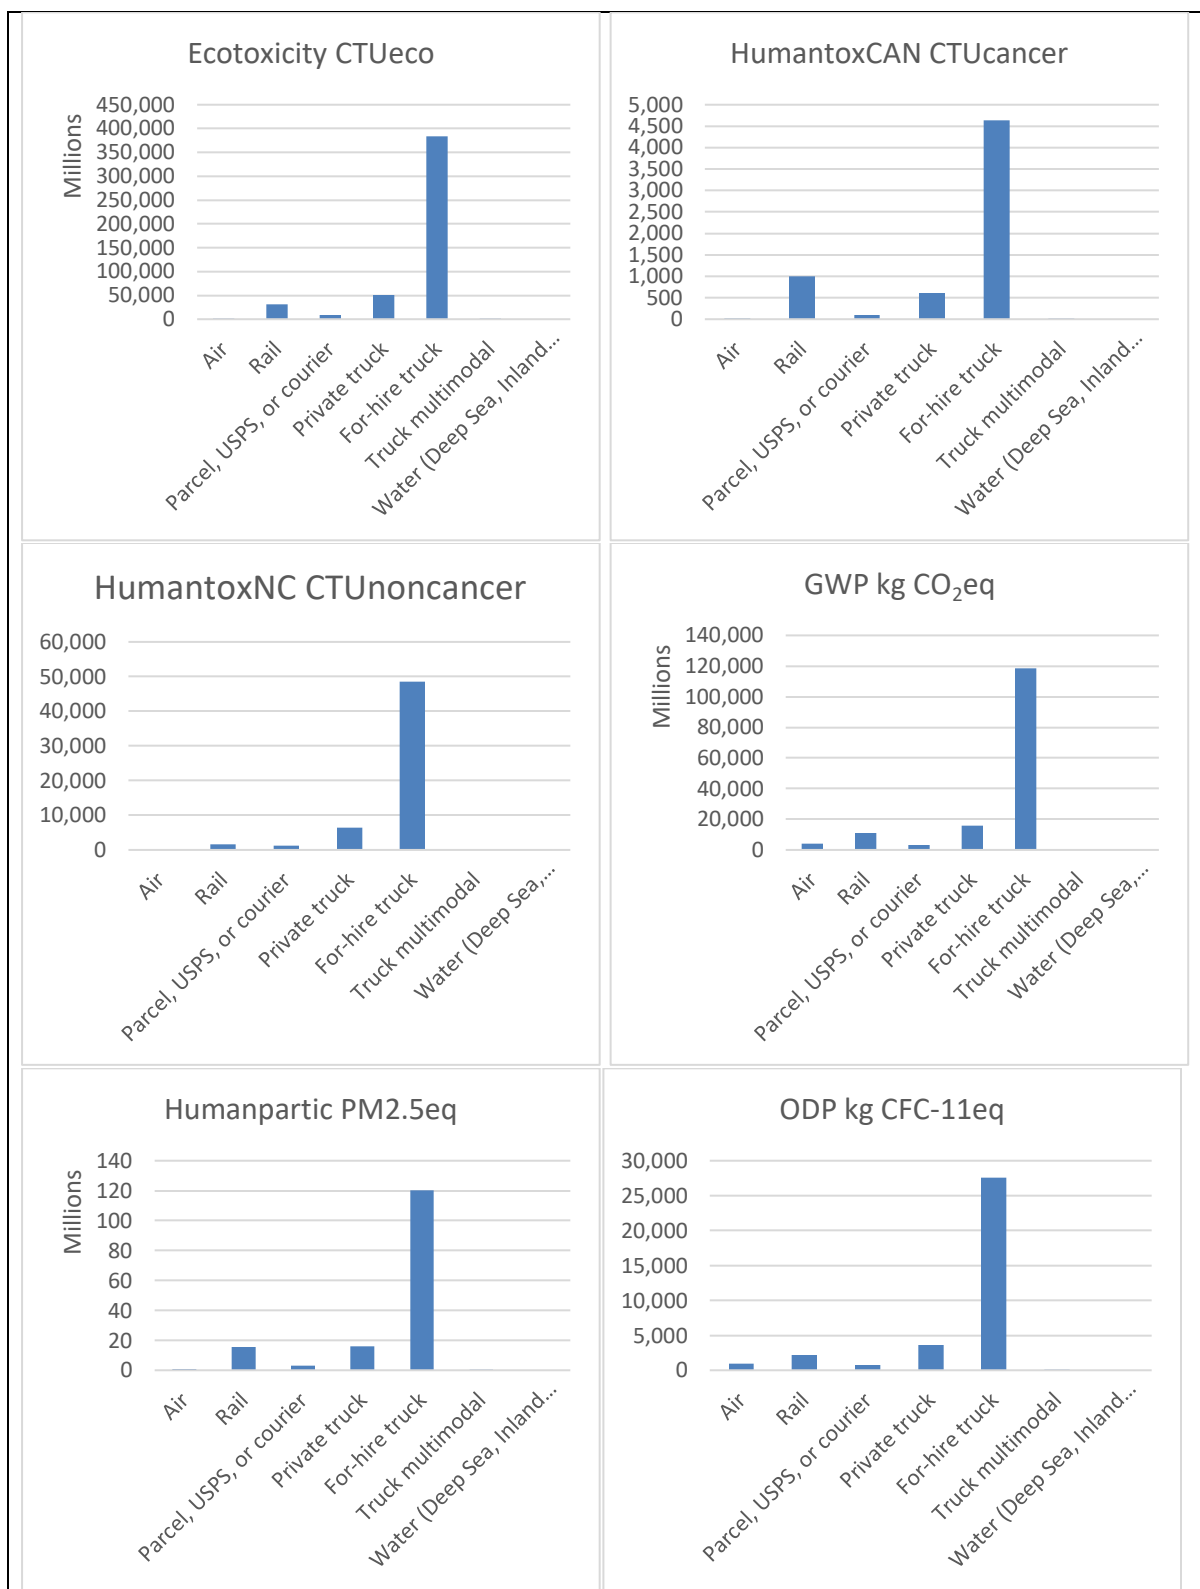 Ecotoxicity CTUeco
Millions
450,000
400,000
350,000
300,000
250,000
200,000
150,000
100,000
50,000
0
Air
Rail
Parcel, USPS, or courier
Private truck
For-hire truck
Truck multimodal
Water (Deep Sea, Inland...
HumantoxCAN CTUcancer
5,000
4,500
4,000
3,500
3,000
2,500
2,000
1,500
1,000
500
0
Air
Rail
Parcel, USPS, or courier
Private truck
For-hire truck
Truck multimodal
Water (Deep Sea, Inland...
HumantoxNC CTUnoncancer
60,000
50,000
40,000
30,000
20,000
10,000
0
Air
Rail
Parcel, USPS, or courier
Private truck
For-hire truck
Truck multimodal
Water (Deep Sea,...
GWP kg CO₂eq
Millions
140,000
120,000
100,000
80,000
60,000
40,000
20,000
0
Air
Rail
Parcel, USPS, or courier
Private truck
For-hire truck
Truck multimodal
Water (Deep Sea,...
Humanpartic PM2.5eq
Millions
140
120
100
80
60
40
20
0
Air
Rail
Parcel, USPS, or courier
Private truck
For-hire truck
Truck multimodal
Water (Deep Sea, Inland...
ODP kg CFC-11eq
30,000
25,000
20,000
15,000
10,000
5,000
0
Air
Rail
Parcel, USPS, or courier
Private truck
For-hire truck
Truck multimodal
Water (Deep Sea, Inland...